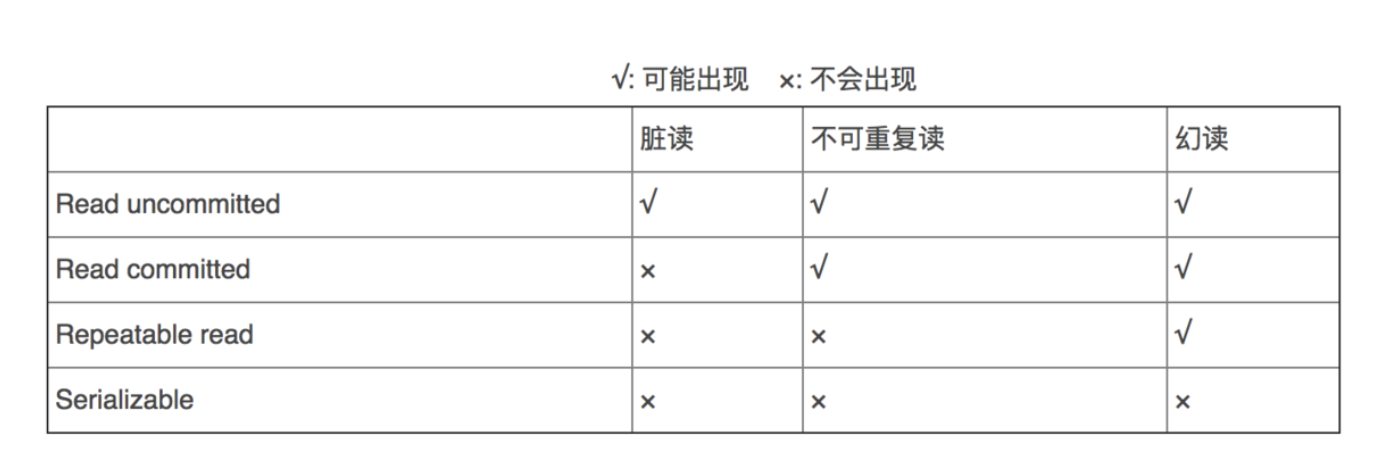 √: 可能出现 ×: 不会出现
脏读 不可重复读 幻读
Read uncommitted √ √ √
Read committed × √ √
Repeatable read × × √
Serializable × × ×